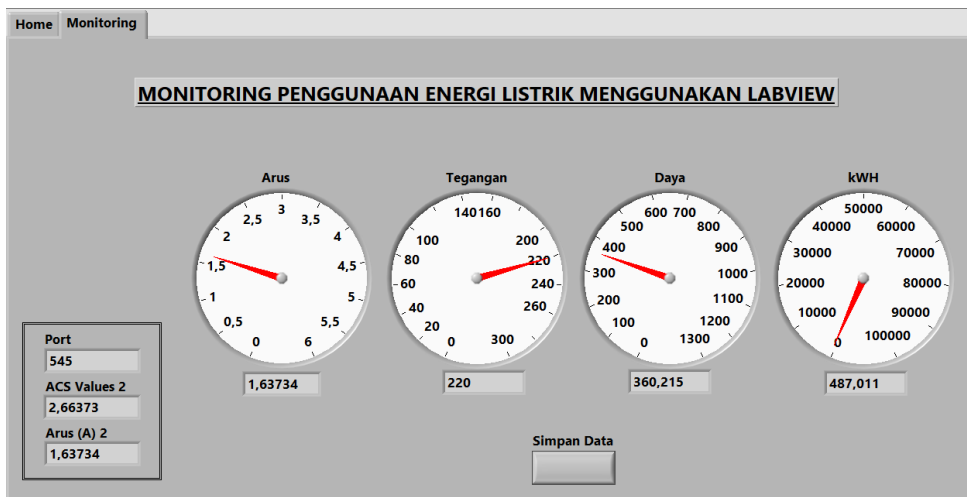 Home Monitoring
MONITORING PENGGUNAAN ENERGI LISTRIK MENGGUNAKAN LABVIEW
Arus
0 0,5 1 1,5 2 2,5 3 3,5 4 4,5 5 5,5 6
1,63734
Tegangan
0 20 40 60 80 100 140 160 200 220 240 260 300
220
Daya
0 100 200 300 400 500 600 700 800 900 1000 1100 1200 1300
360,215
kWH
0 10000 20000 30000 40000 50000 60000 70000 80000 90000 100000
487,011
Port
545
ACS Values 2
2,66373
Arus (A) 2
1,63734
Simpan Data